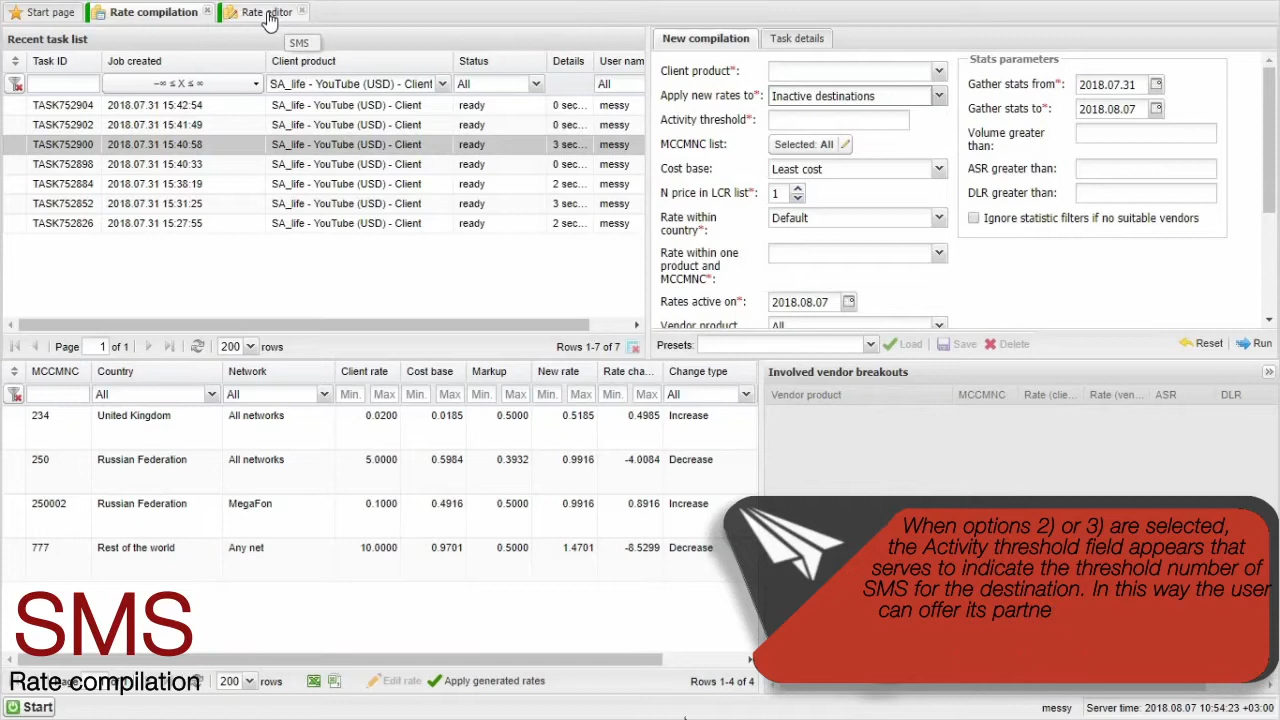 Start page Rate compilation Rate editor
SMS
Recent task list
Task ID Job created Client product Status Details User nam
−∞ ≤ X ≤ ∞ SA_life - YouTube (USD) - Client All All
TASK752904 2018.07.31 15:42:54 SA_life - YouTube (USD) - Client ready 0 sec... messy
TASK752902 2018.07.31 15:41:49 SA_life - YouTube (USD) - Client ready 0 sec... messy
TASK752900 2018.07.31 15:40:58 SA_life - YouTube (USD) - Client ready 3 sec... messy
TASK752898 2018.07.31 15:40:33 SA_life - YouTube (USD) - Client ready 0 sec... messy
TASK752884 2018.07.31 15:38:19 SA_life - YouTube (USD) - Client ready 2 sec... messy
TASK752852 2018.07.31 15:31:25 SA_life - YouTube (USD) - Client ready 3 sec... messy
TASK752826 2018.07.31 15:27:55 SA_life - YouTube (USD) - Client ready 2 sec... messy
Page 1 of 1 200 rows Rows 1-7 of 7
New compilation Task details
Client product*:
Apply new rates to*: Inactive destinations
Activity threshold*:
MCCMNC list: Selected: All
Cost base: Least cost
N price in LCR list*: 1
Rate within
country*: Default
Rate within one
product and
MCCMNC*:
Rates active on*: 2018.08.07
Vendor product All
Stats parameters
Gather stats from*: 2018.07.31
Gather stats to*: 2018.08.07
Volume greater
than:
ASR greater than:
DLR greater than:
Ignore statistic filters if no suitable vendors
Presets: Load Save Delete Reset Run
MCCMNC Country Network Client rate Cost base Markup New rate Rate cha... Change type
All All Min. Max Min. Max Min. Max Min. Max Min. Max All
234 United Kingdom All networks 0.0200 0.0185 0.5000 0.5185 0.4985 Increase
250 Russian Federation All networks 5.0000 0.5984 0.3932 0.9916 -4.0084 Decrease
250002 Russian Federation MegaFon 0.1000 0.4916 0.5000 0.9916 0.8916 Increase
777 Rest of the world Any net 10.0000 0.9701 0.5000 1.4701 -8.5299 Decrease
Involved vendor breakouts
Vendor product MCCMNC Rate (clie... Rate (ven... ASR DLR
When options 2) or 3) are selected,
the Activity threshold field appears that
serves to indicate the threshold number of
SMS for the destination. In this way the user
can offer its partne
SMS
Rate compilation
200 rows Edit rate Apply generated rates Rows 1-4 of 4
Start messy Server time: 2018.08.07 10:54:23 +03:00